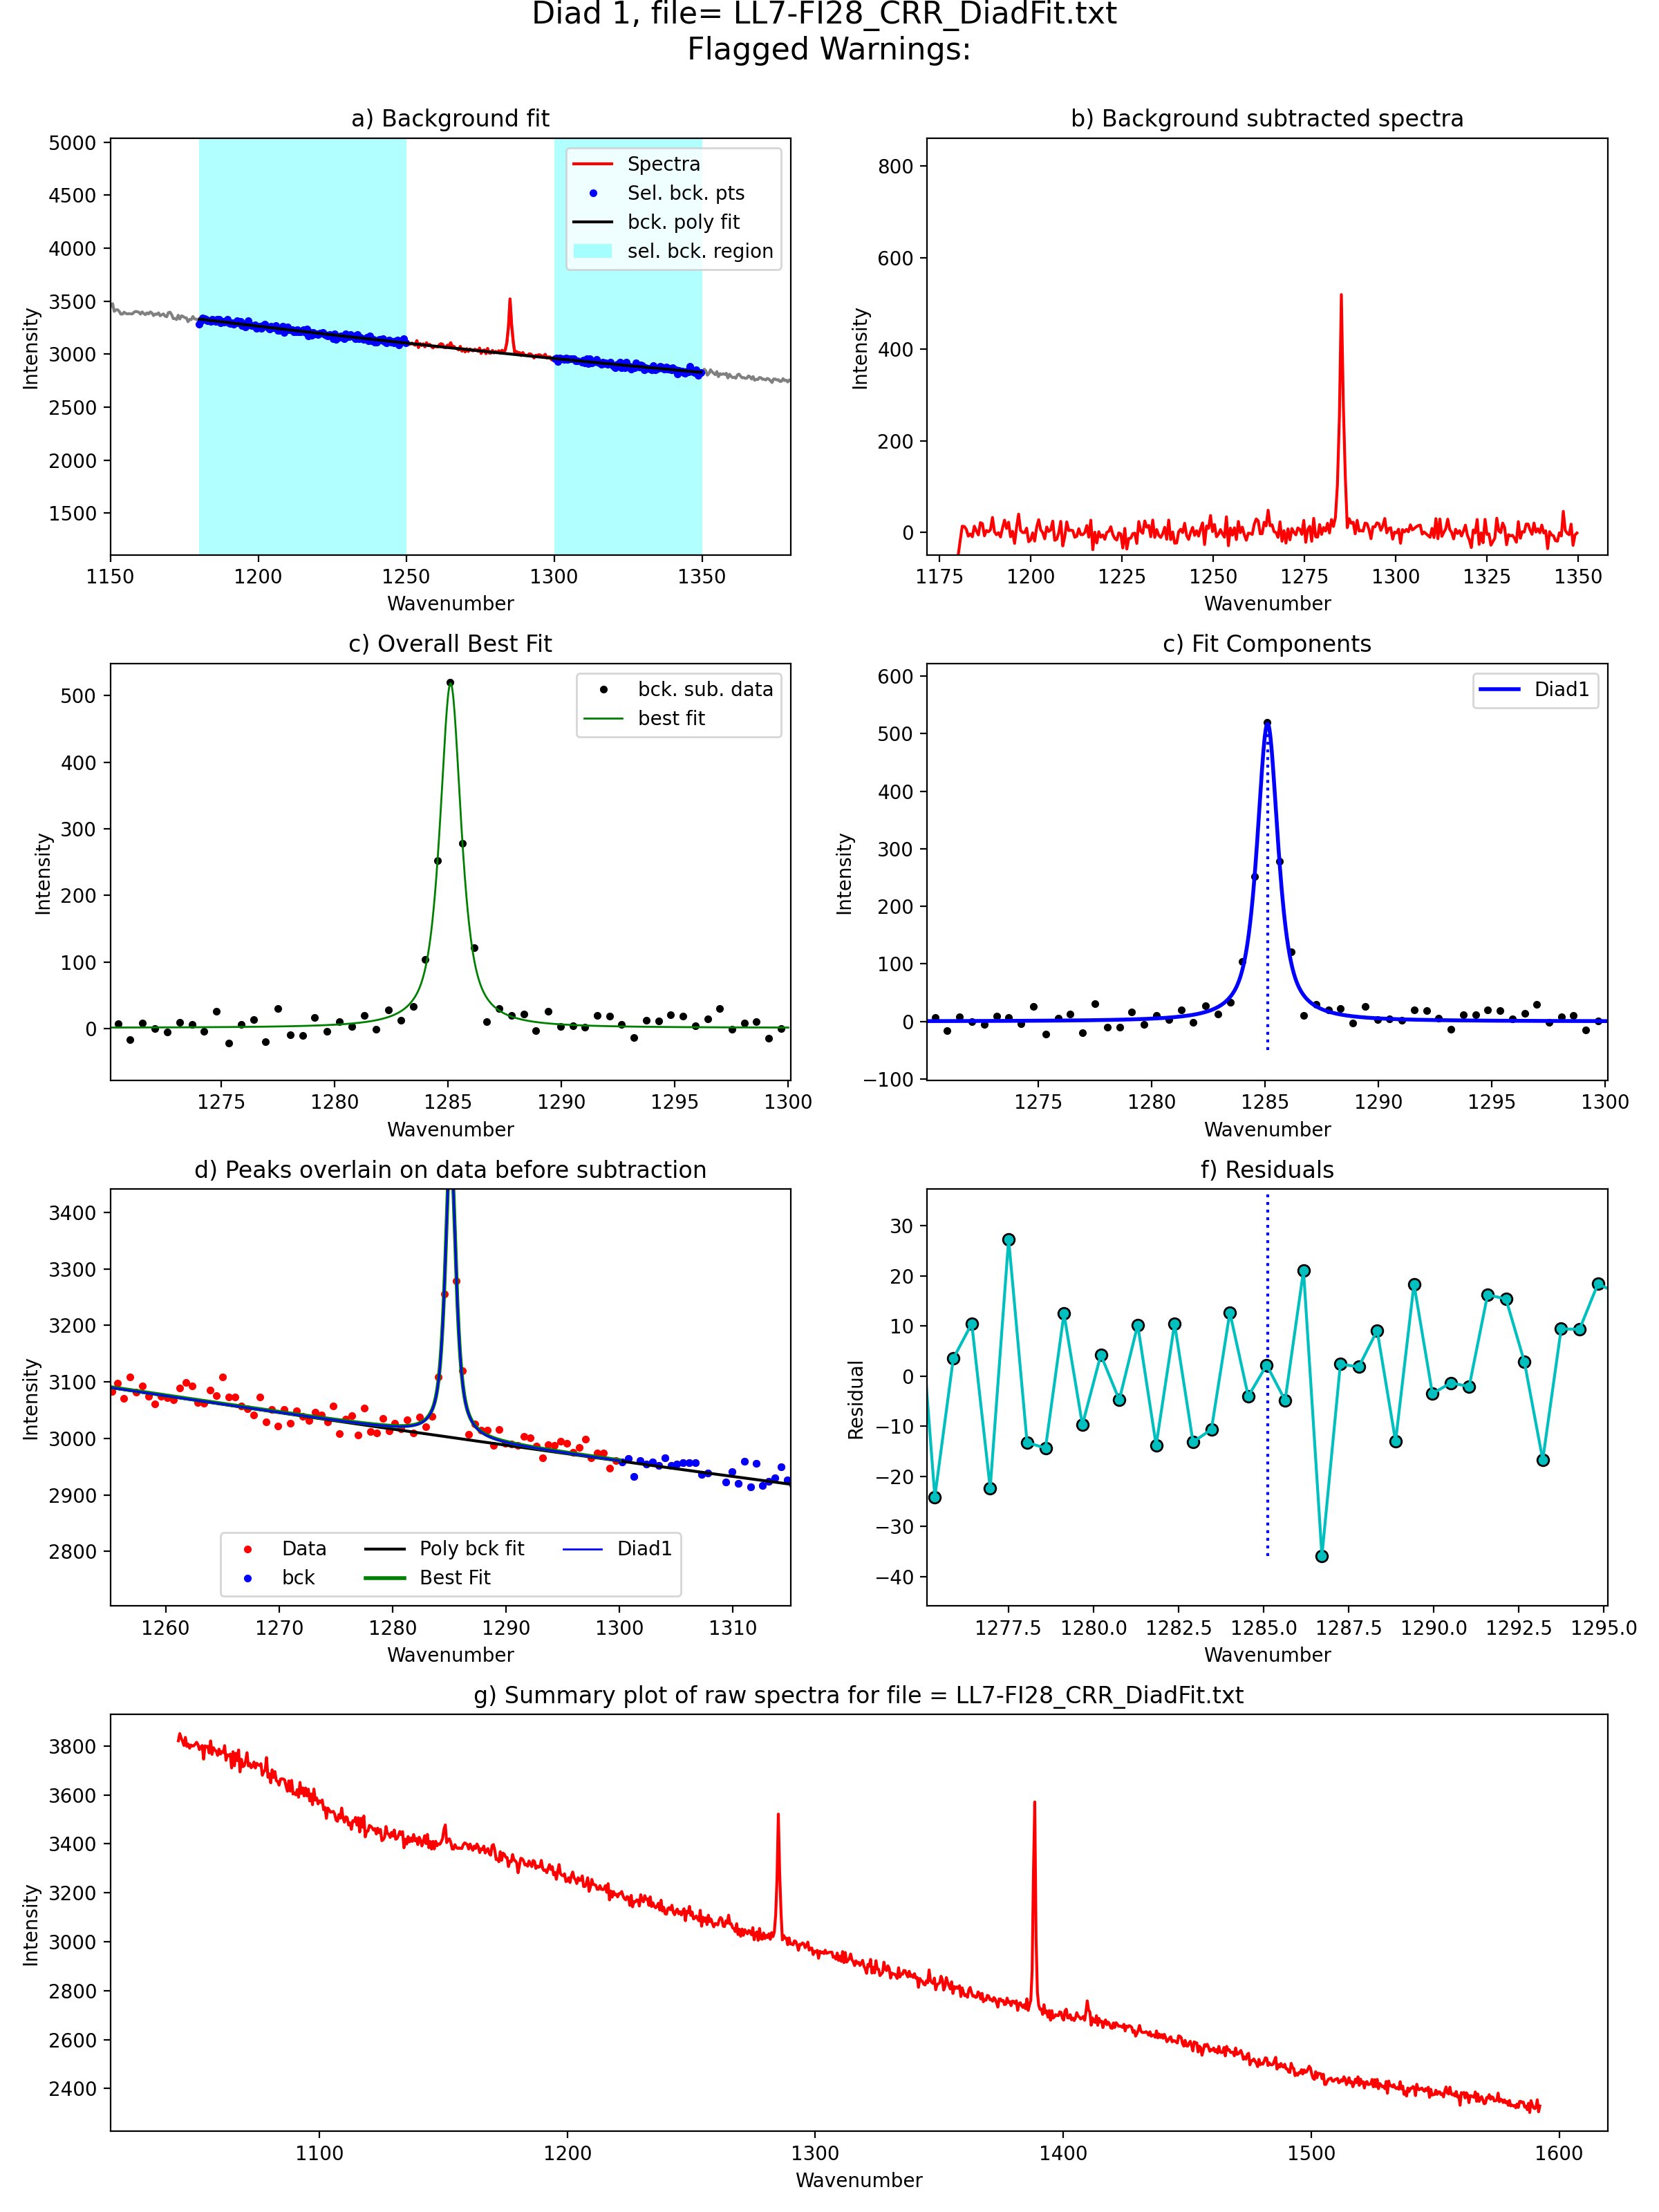 Diad 1, file= LL7-FI28_CRR_DiadFit.txt
Flagged Warnings:
a) Background fit
5000
4500
4000
3500
3000
2500
2000
1500
Intensity
Spectra
Sel. bck. pts
bck. poly fit
sel. bck. region
1150 1200 1250 1300 1350
Wavenumber
b) Background subtracted spectra
800
600
400
200
0
Intensity
1175 1200 1225 1250 1275 1300 1325 1350
Wavenumber
c) Overall Best Fit
500
400
300
200
100
0
Intensity
bck. sub. data
best fit
1275 1280 1285 1290 1295 1300
Wavenumber
c) Fit Components
600
500
400
300
200
100
0
−100
Intensity
Diad1
1275 1280 1285 1290 1295 1300
Wavenumber
d) Peaks overlain on data before subtraction
3400
3300
3200
3100
3000
2900
2800
Intensity
Data
bck
Poly bck fit
Best Fit
Diad1
1260 1270 1280 1290 1300 1310
Wavenumber
f) Residuals
30
20
10
0
−10
−20
−30
−40
Residual
1277.5 1280.0 1282.5 1285.0 1287.5 1290.0 1292.5 1295.0
Wavenumber
g) Summary plot of raw spectra for file = LL7-FI28_CRR_DiadFit.txt
3800
3600
3400
3200
3000
2800
2600
2400
Intensity
1100 1200 1300 1400 1500 1600
Wavenumber